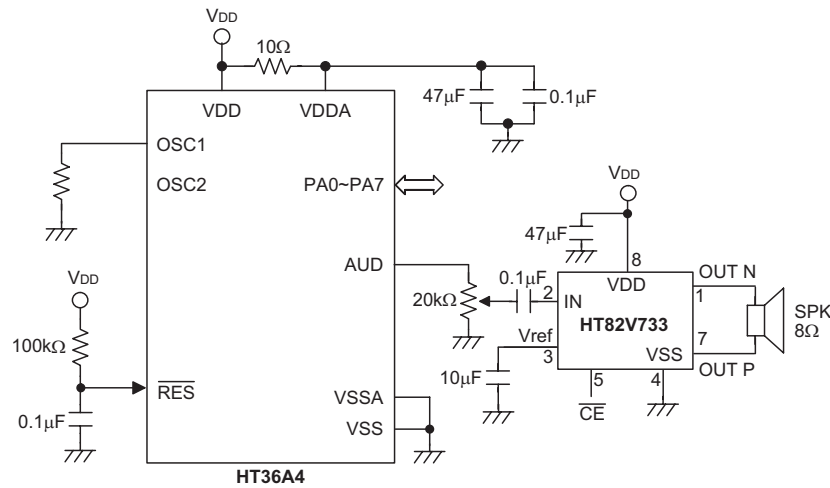 VDD
10Ω
VDD
VDDA
47μF
0.1μF
OSC1
OSC2
PA0~PA7
VDD
47μF
8
VDD
OUT N
1
AUD
0.1μF
2
IN
20kΩ
HT82V733
SPK
8Ω
Vref
3
7
VSS
OUT P
10μF
5
4
CE
VDD
100kΩ
RES
0.1μF
VSSA
VSS
HT36A4